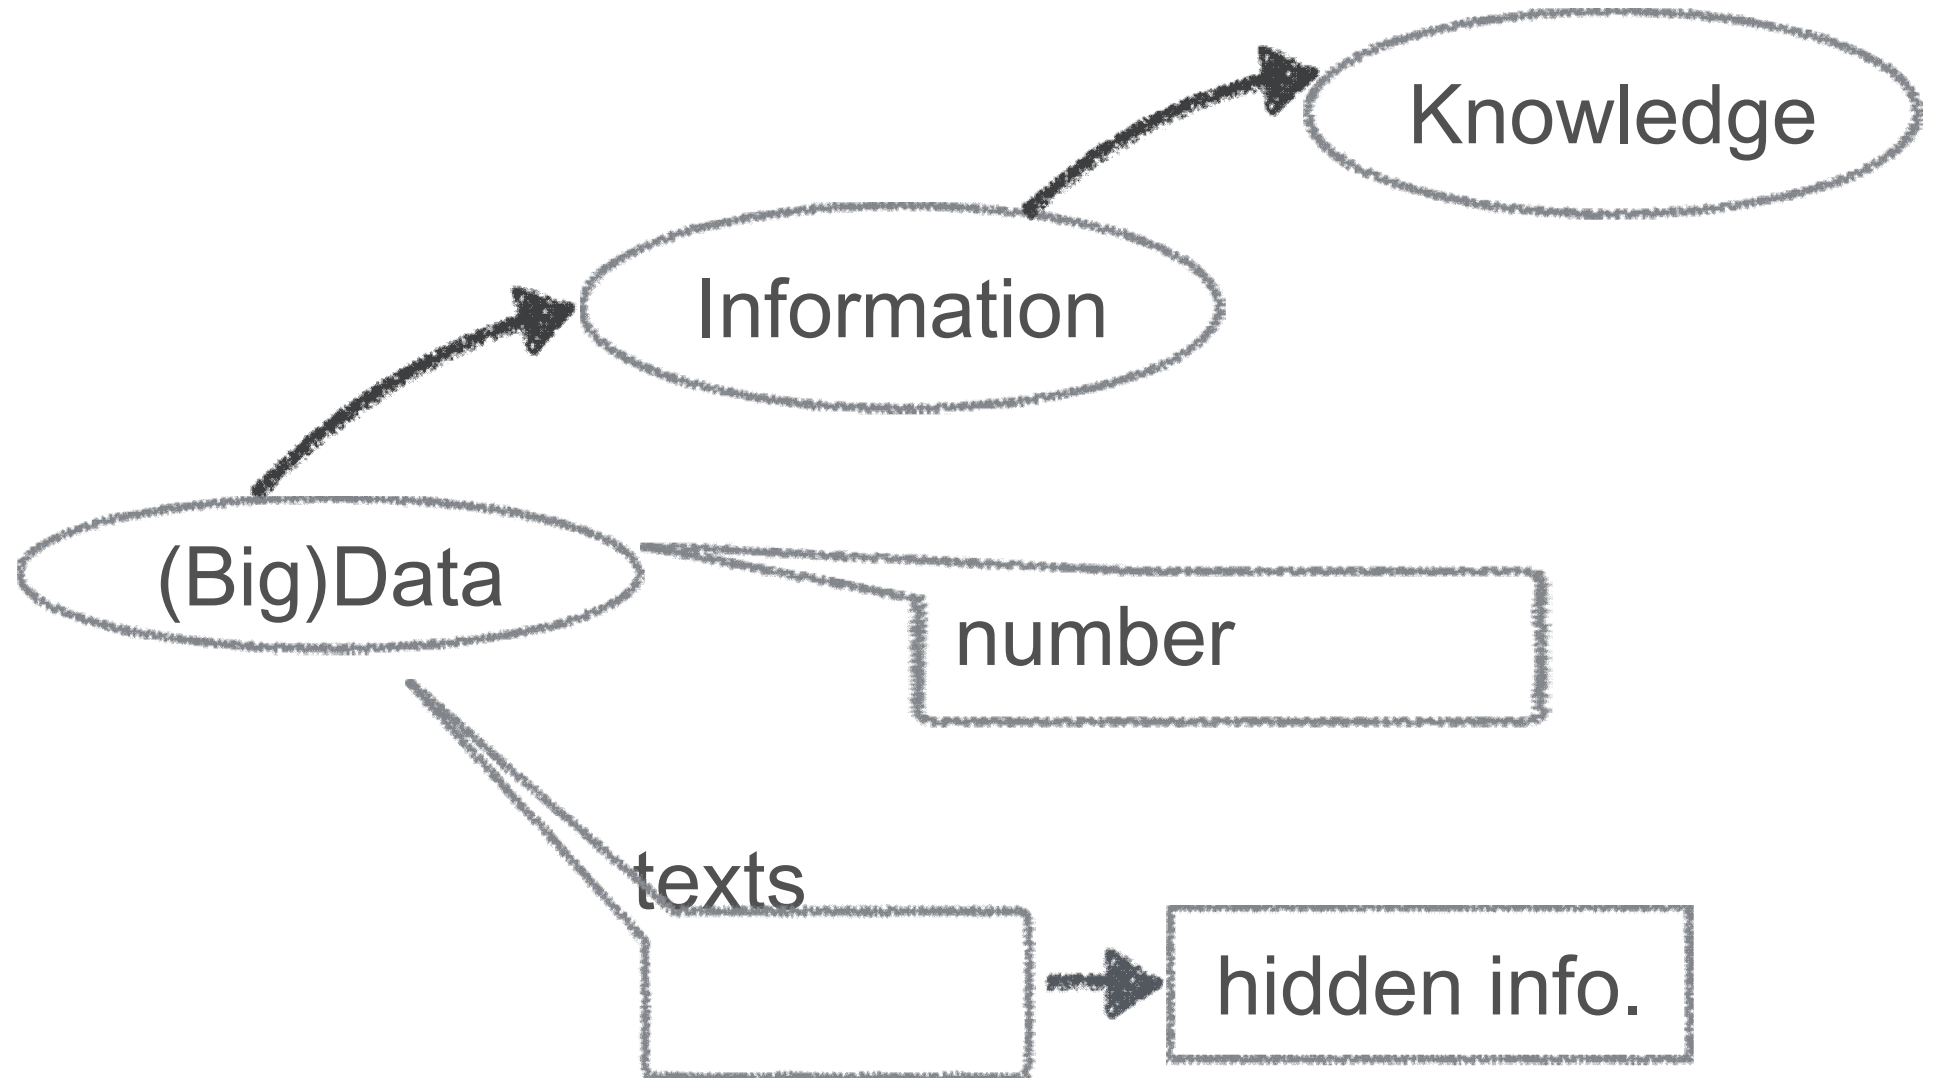 Knowledge
Information
(Big)Data
number
texts
hidden info.